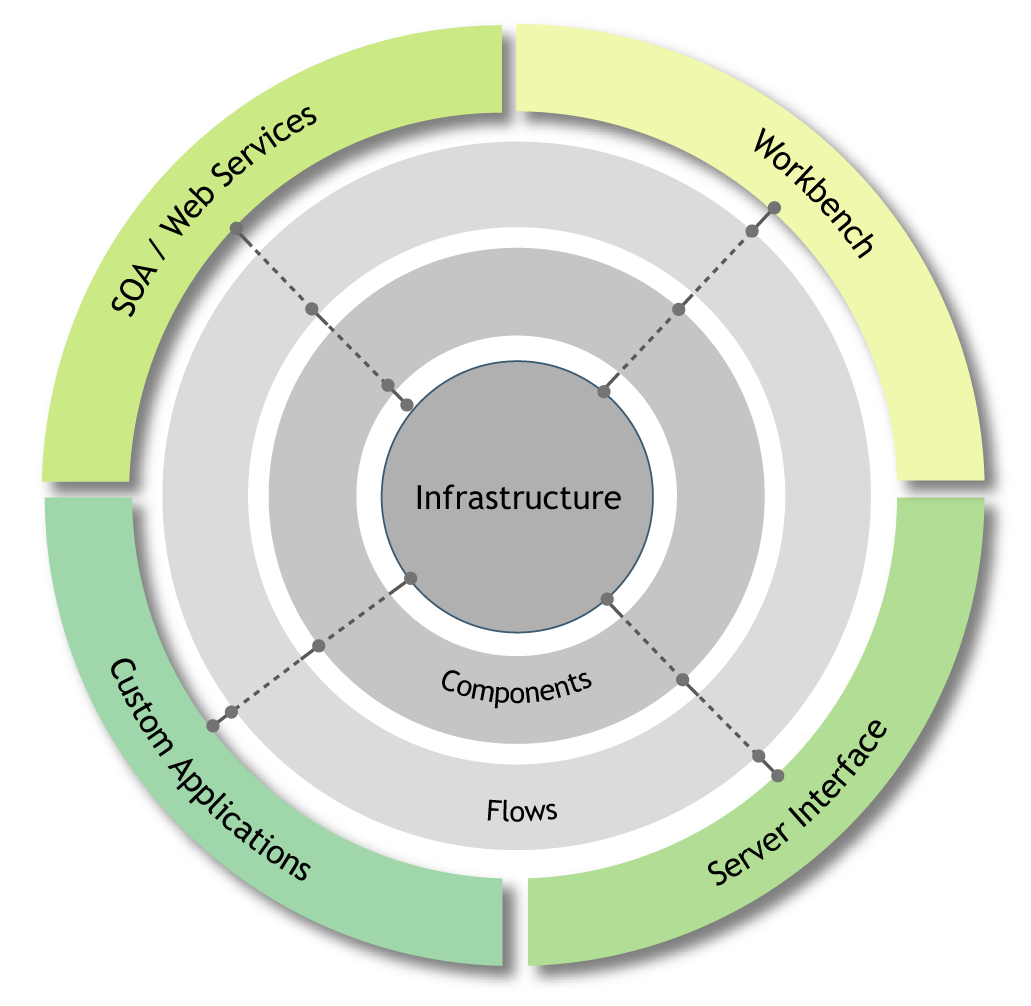 SOA / Web Services
Workbench
Infrastructure
Components
Flows
Custom Applications
Server Interface